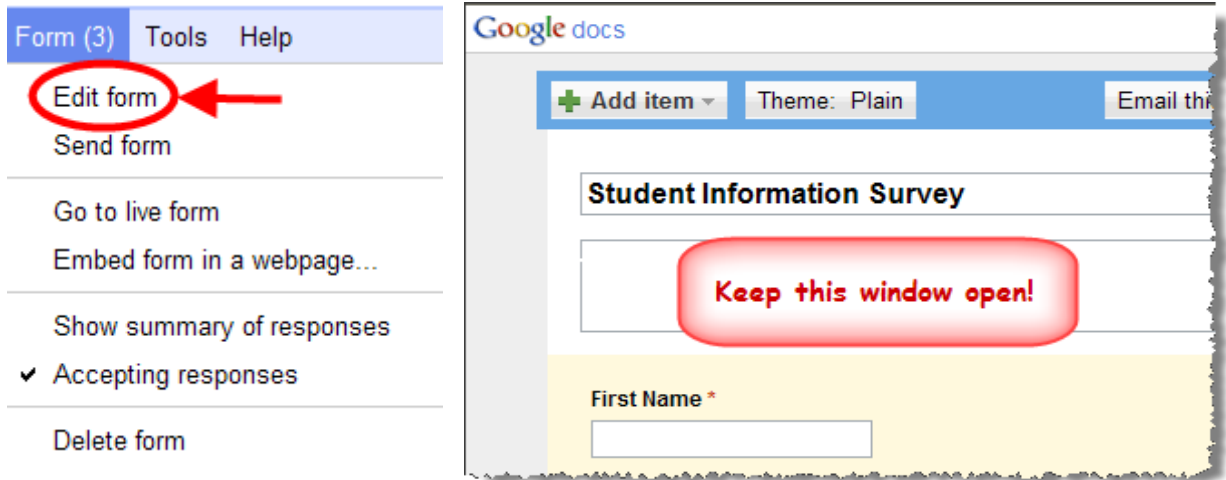 Form (3) Tools Help
Edit form
Send form
Go to live form
Embed form in a webpage...
Show summary of responses
Accepting responses
Delete form
Google docs
Add item Theme: Plain Email
Student Information Survey
Keep this window open!
First Name *